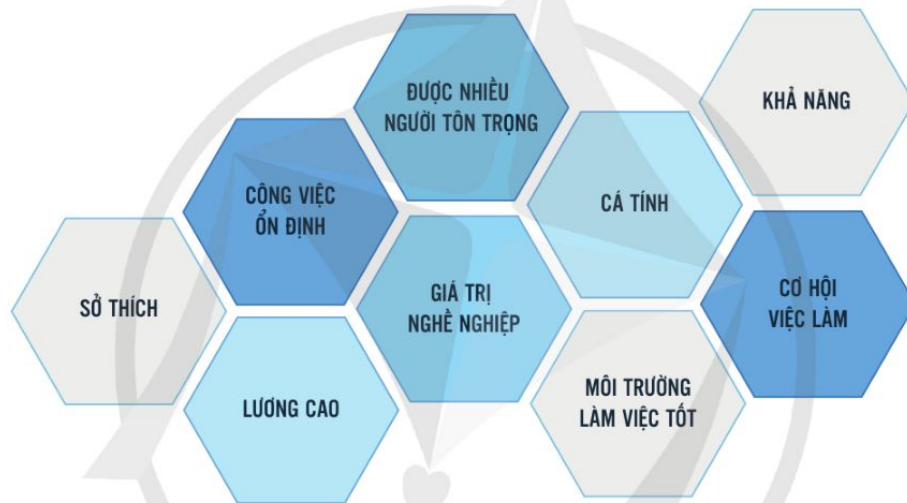 ĐƯỢC NHIỀU
NGƯỜI TÔN TRỌNG
KHẢ NĂNG
CÔNG VIỆC
ỔN ĐỊNH
CÁ TÍNH
SỞ THÍCH
GIÁ TRỊ
NGHỀ NGHIỆP
CƠ HỘI
VIỆC LÀM
LƯƠNG CAO
MÔI TRƯỜNG
LÀM VIỆC TỐT